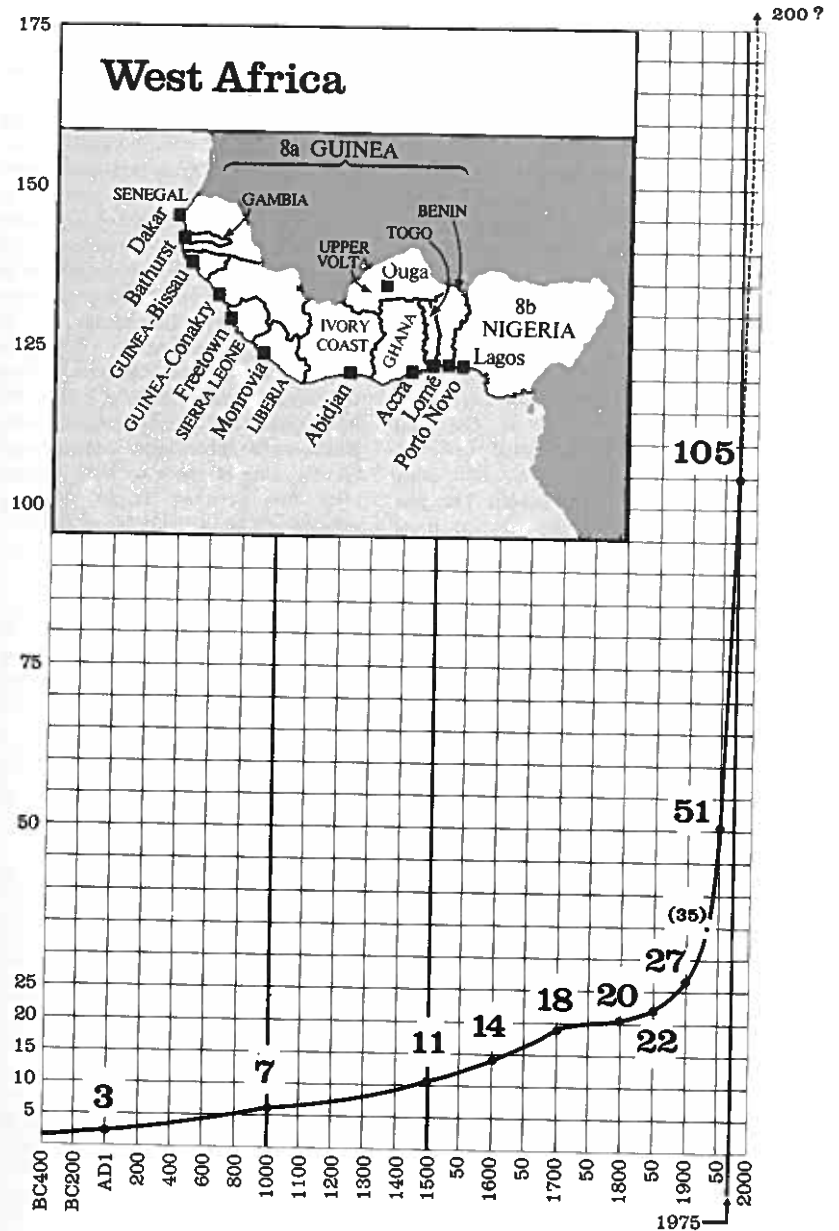 175
200 ?
West Africa
8a GUINEA
150
SENEGAL
GAMBIA
BENIN
TOGO
Dakar
Bathurst
UPPER
VOLTA
Ouga
GUINEA-Bissau
8b
NIGERIA
125
IVORY
COAST
GHANA
GUINEA-Conakry
Freetown
SIERRA LEONE
Monrovia
LIBERIA
Abidjan
Accra
Lomé
Porto Novo
Lagos
105
100
75
51
50
(35)
27
25
20
18
20
22
15
14
11
10
7
5
3
BC400
BC200
AD1
200
400
600
800
1000
1200
1400
1500
50
1600
50
1700
50
1800
50
1900
50
2000
1975